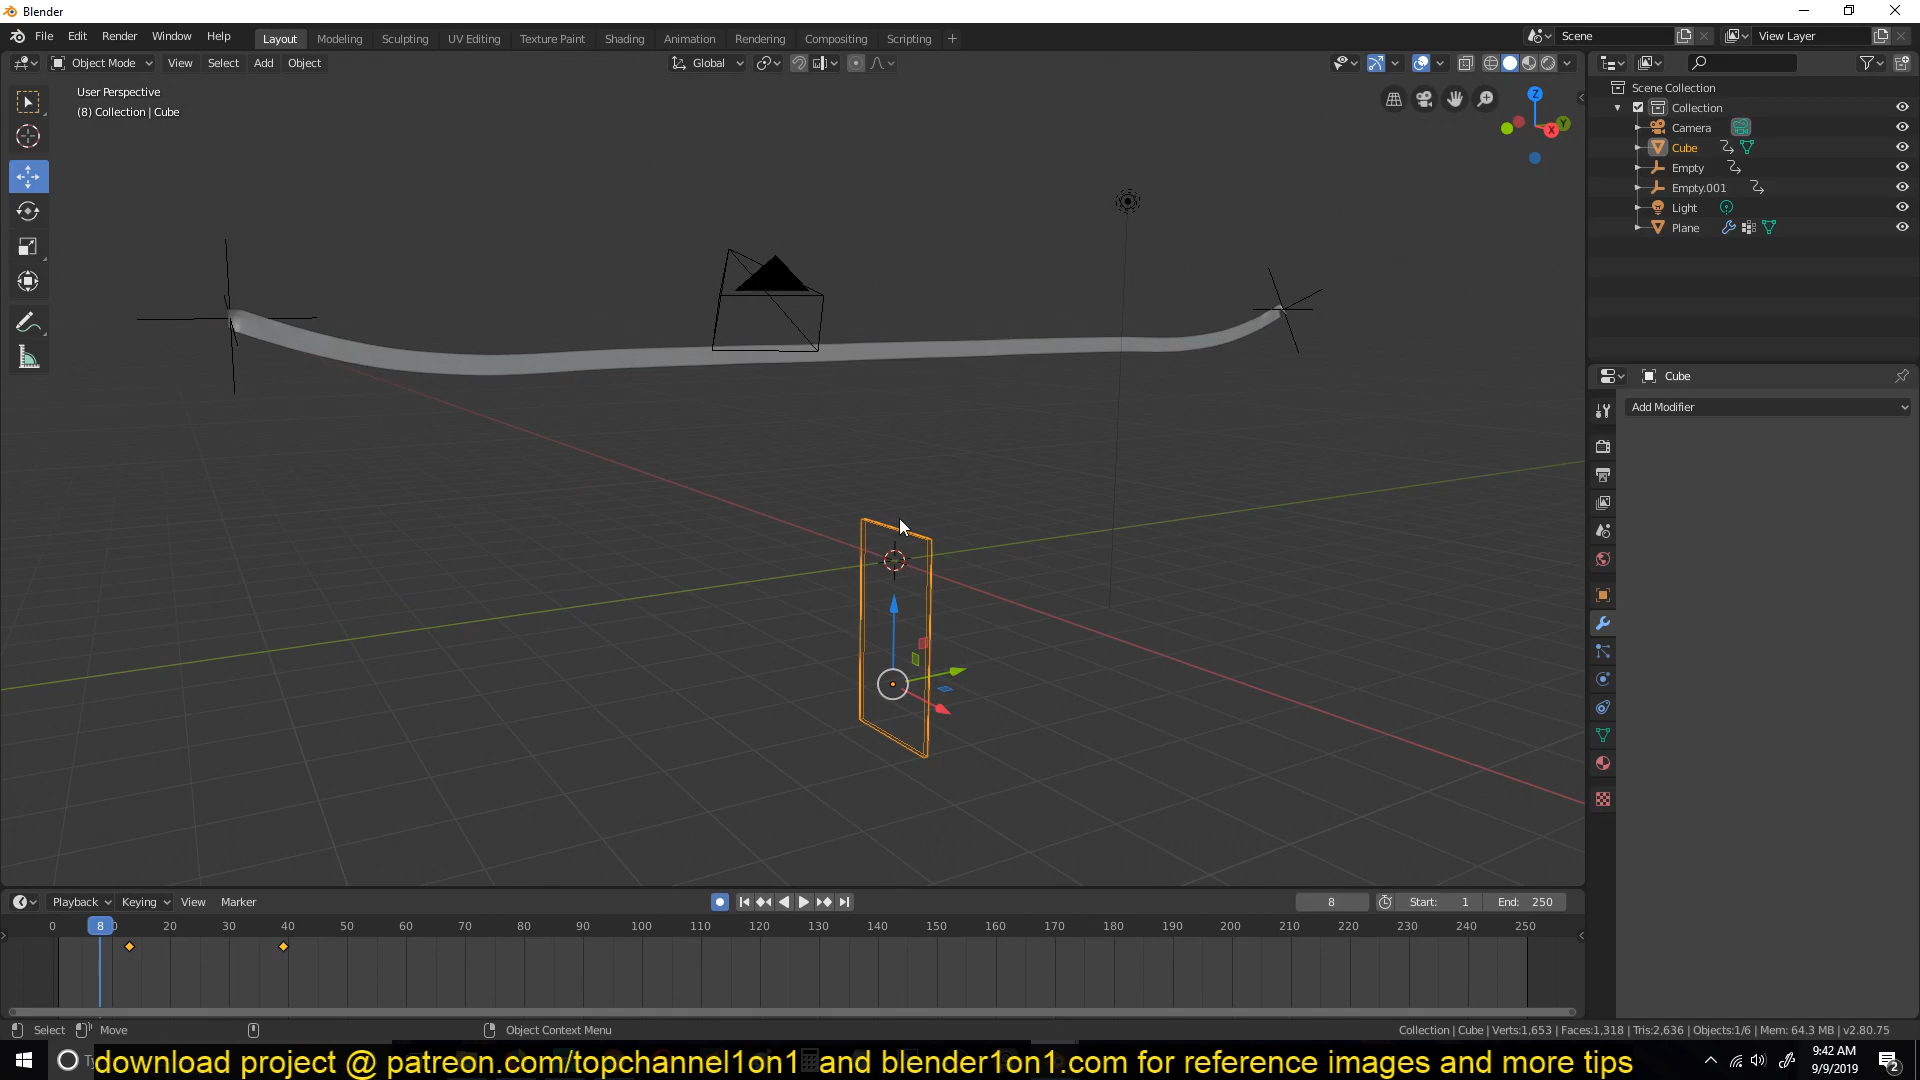 Blender
File Edit Render Window Help
Layout Modeling Sculpting UV Editing Texture Paint Shading Animation Rendering Compositing Scripting +
Scene
View Layer
Object Mode View Select Add Object
Global
User Perspective
(8) Collection | Cube
Z
Y
X
Scene Collection
Collection
Camera
Cube
Empty
Empty.001
Light
Plane
Cube
Add Modifier
Playback Keying View Marker
8 Start: 1 End: 250
0 8 20 30 40 50 60 70 80 90 100 110 120 130 140 150 160 170 180 190 200 210 220 230 240 250
Select Move Object Context Menu
Collection | Cube | Verts:1,653 | Faces:1,318 | Tris:2,636 | Objects:1/6 | Mem: 64.3 MB | v2.80.75
download project @ patreon.com/topchannel1on1 and blender1on1.com for reference images and more tips
9:42 AM
9/9/2019
2